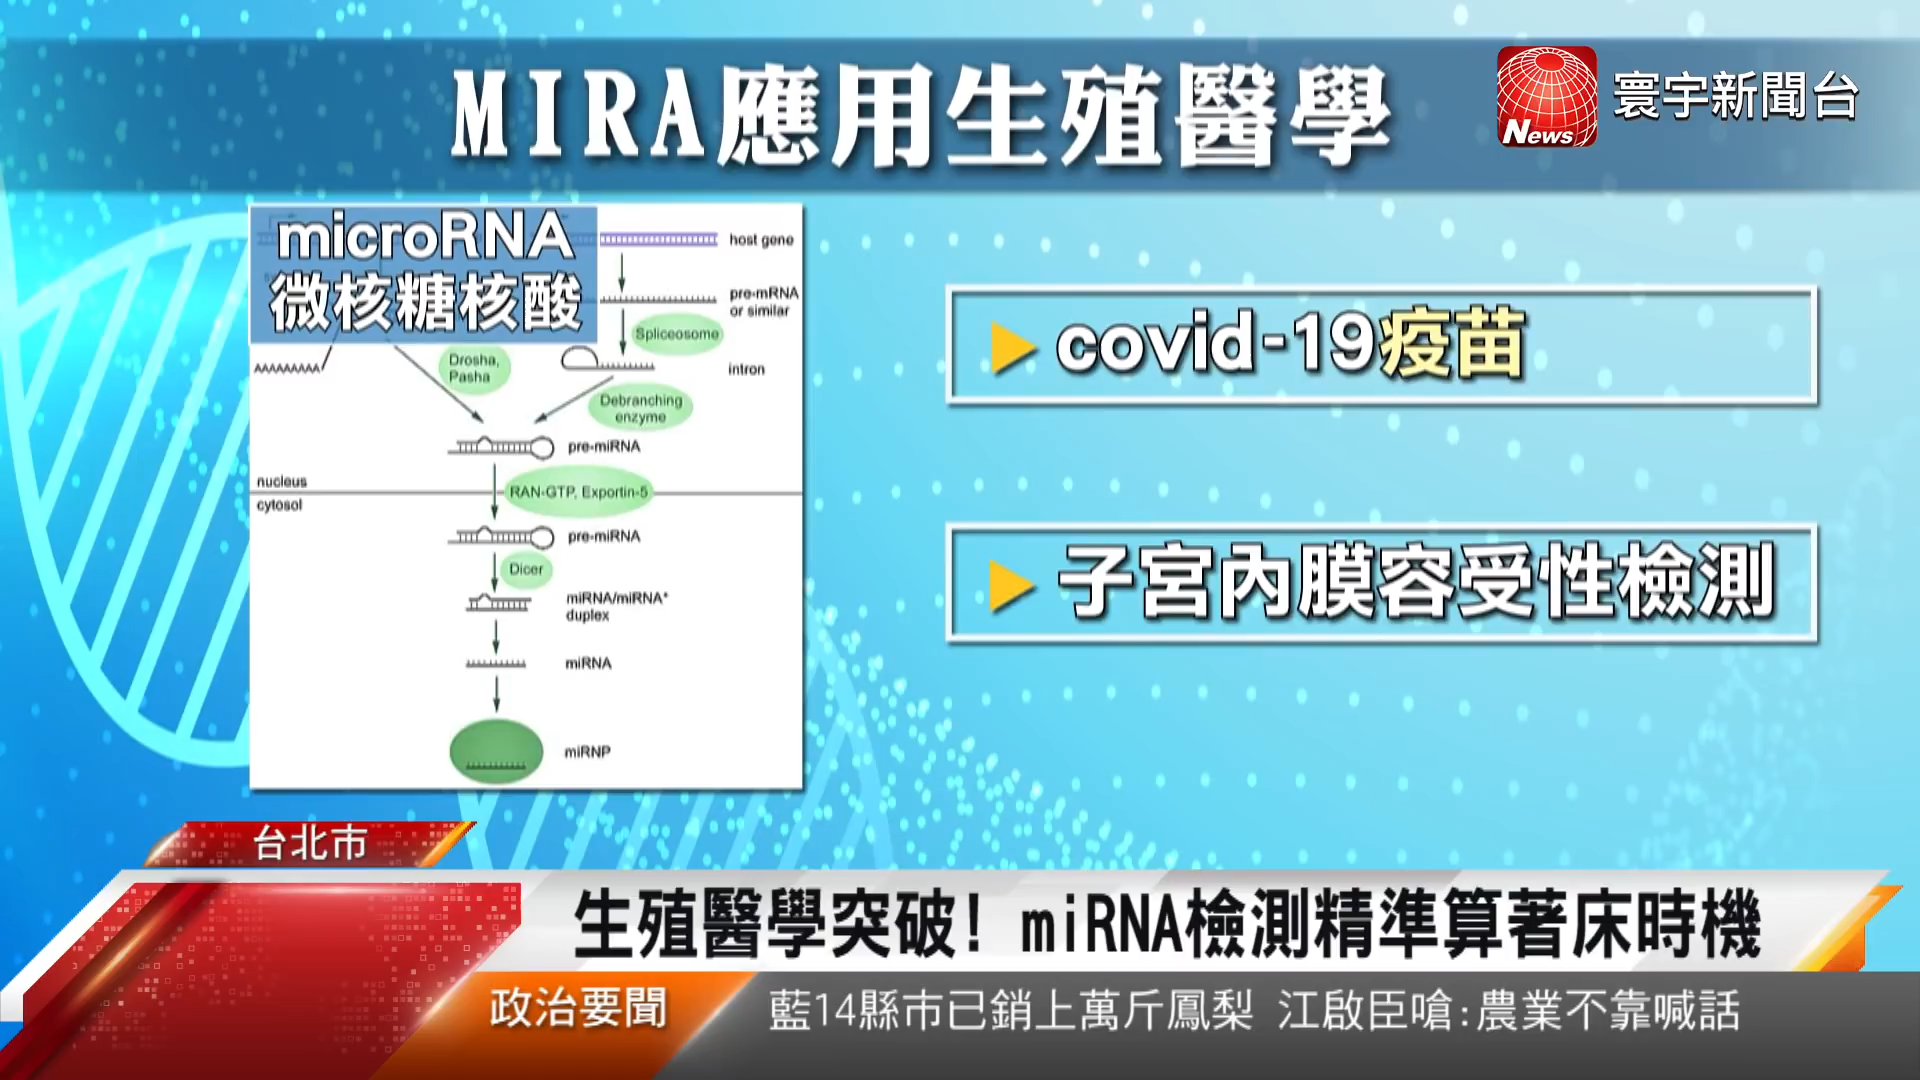 MIRA應用生殖醫學
News
寰宇新聞台
microRNA
微核糖核酸
host gene
pre-mRNA
or similar
Spliceosome
Drosha,
Pasha
intron
Debranching
enzyme
pre-miRNA
nucleus
RAN-GTP, Exportin-5
cytosol
pre-miRNA
Dicer
miRNA/miRNA*
duplex
miRNA
miRNP
covid-19疫苗
子宮內膜容受性檢測
台北市
生殖醫學突破! miRNA檢測精準算著床時機
政治要聞
藍14縣市已銷上萬斤鳳梨 江啟臣嗆:農業不靠喊話